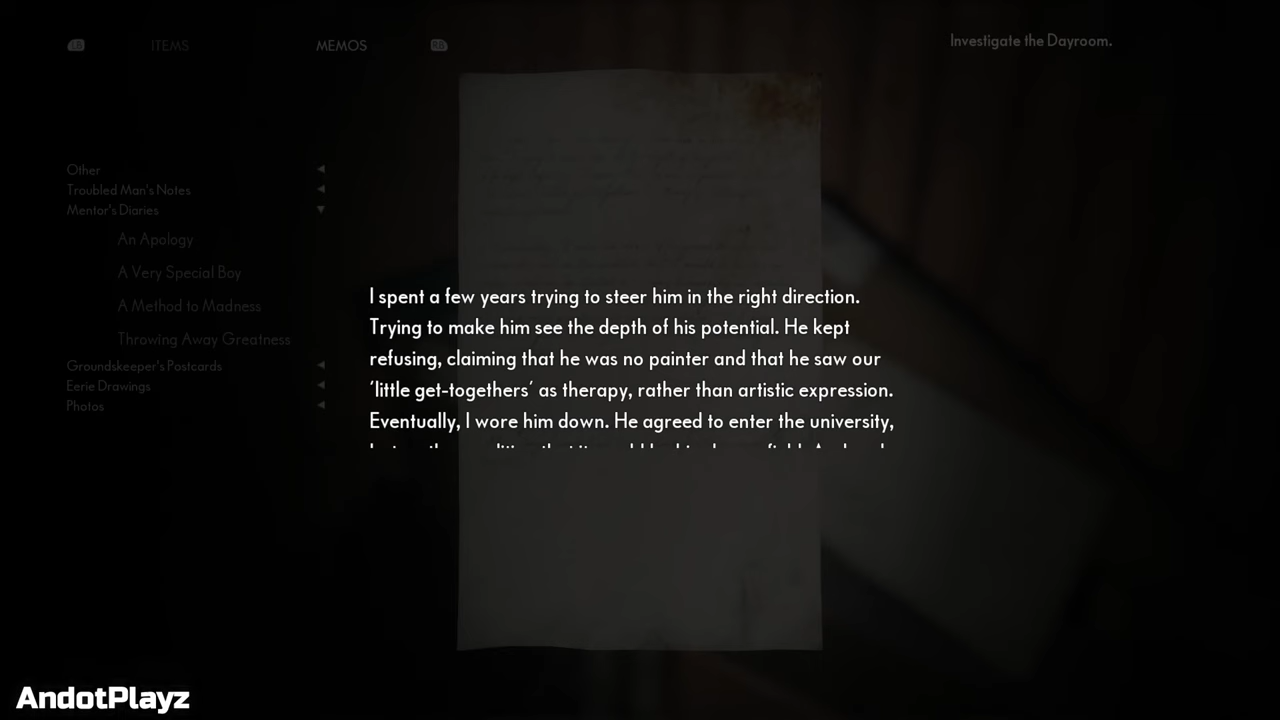 LB
ITEMS
MEMOS
RB
Investigate the Dayroom.
Other
Troubled Man's Notes
Mentor's Diaries
An Apology
A Very Special Boy
A Method to Madness
Throwing Away Greatness
Groundskeeper's Postcards
Eerie Drawings
Photos
I spent a few years trying to steer him in the right direction.
Trying to make him see the depth of his potential. He kept
refusing, claiming that he was no painter and that he saw our
'little get-togethers' as therapy, rather than artistic expression.
Eventually, I wore him down. He agreed to enter the university,
AndotPlayz